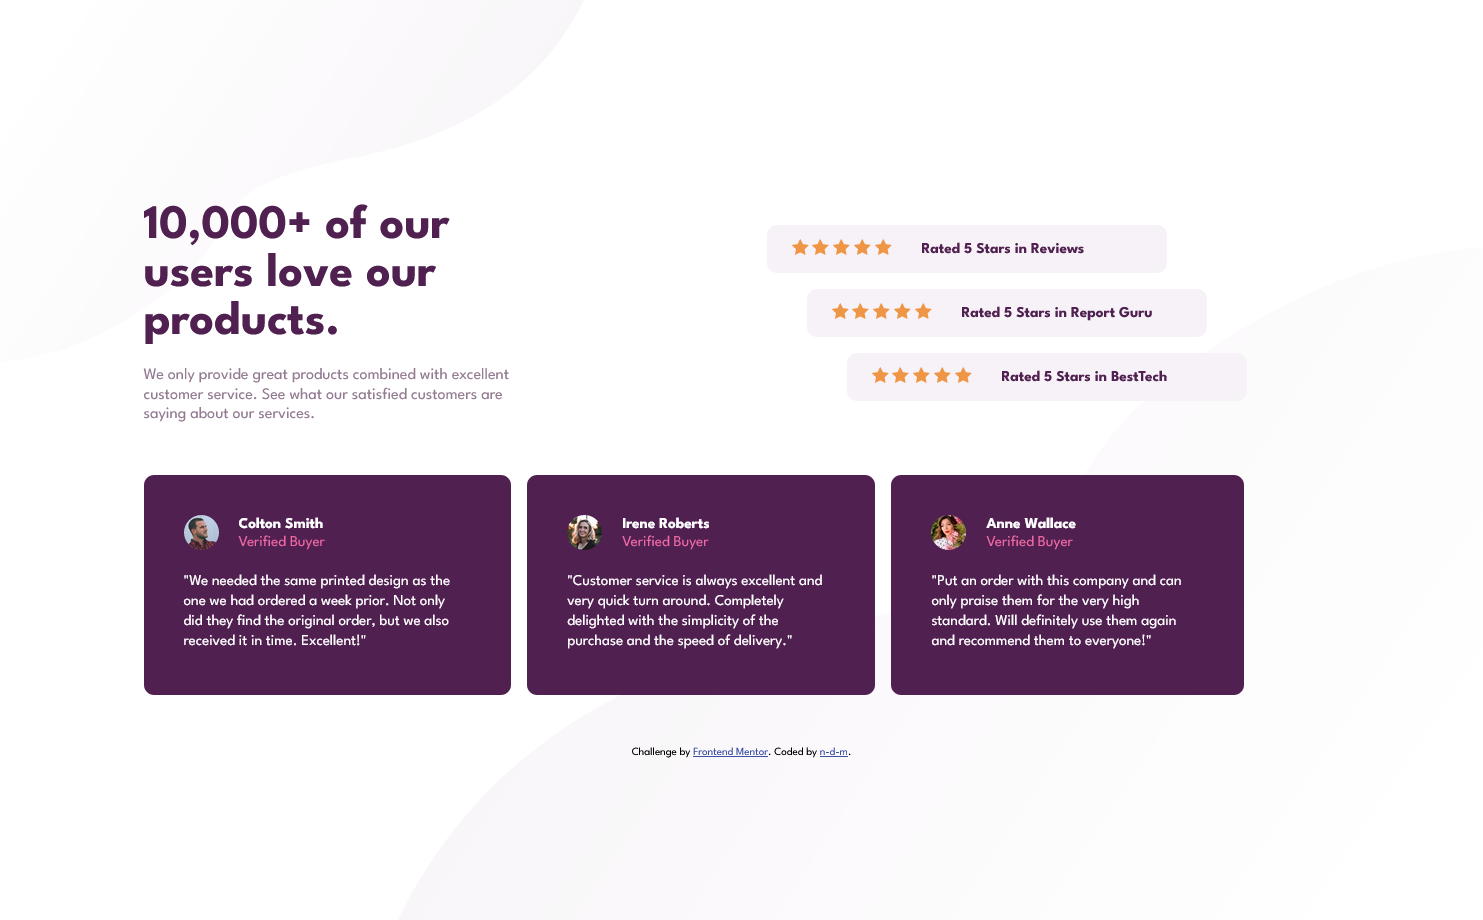 10,000+ of our
users love our
products.
We only provide great products combined with excellent
customer service. See what our satisfied customers are
saying about our services.
Rated 5 Stars in Reviews
Rated 5 Stars in Report Guru
Rated 5 Stars in BestTech
Colton Smith
Verified Buyer
"We needed the same printed design as the
one we had ordered a week prior. Not only
did they find the original order, but we also
received it in time. Excellent!"
Irene Roberts
Verified Buyer
"Customer service is always excellent and
very quick turn around. Completely
delighted with the simplicity of the
purchase and the speed of delivery."
Anne Wallace
Verified Buyer
"Put an order with this company and can
only praise them for the very high
standard. Will definitely use them again
and recommend them to everyone!"
Challenge by Frontend Mentor. Coded by n-d-m.